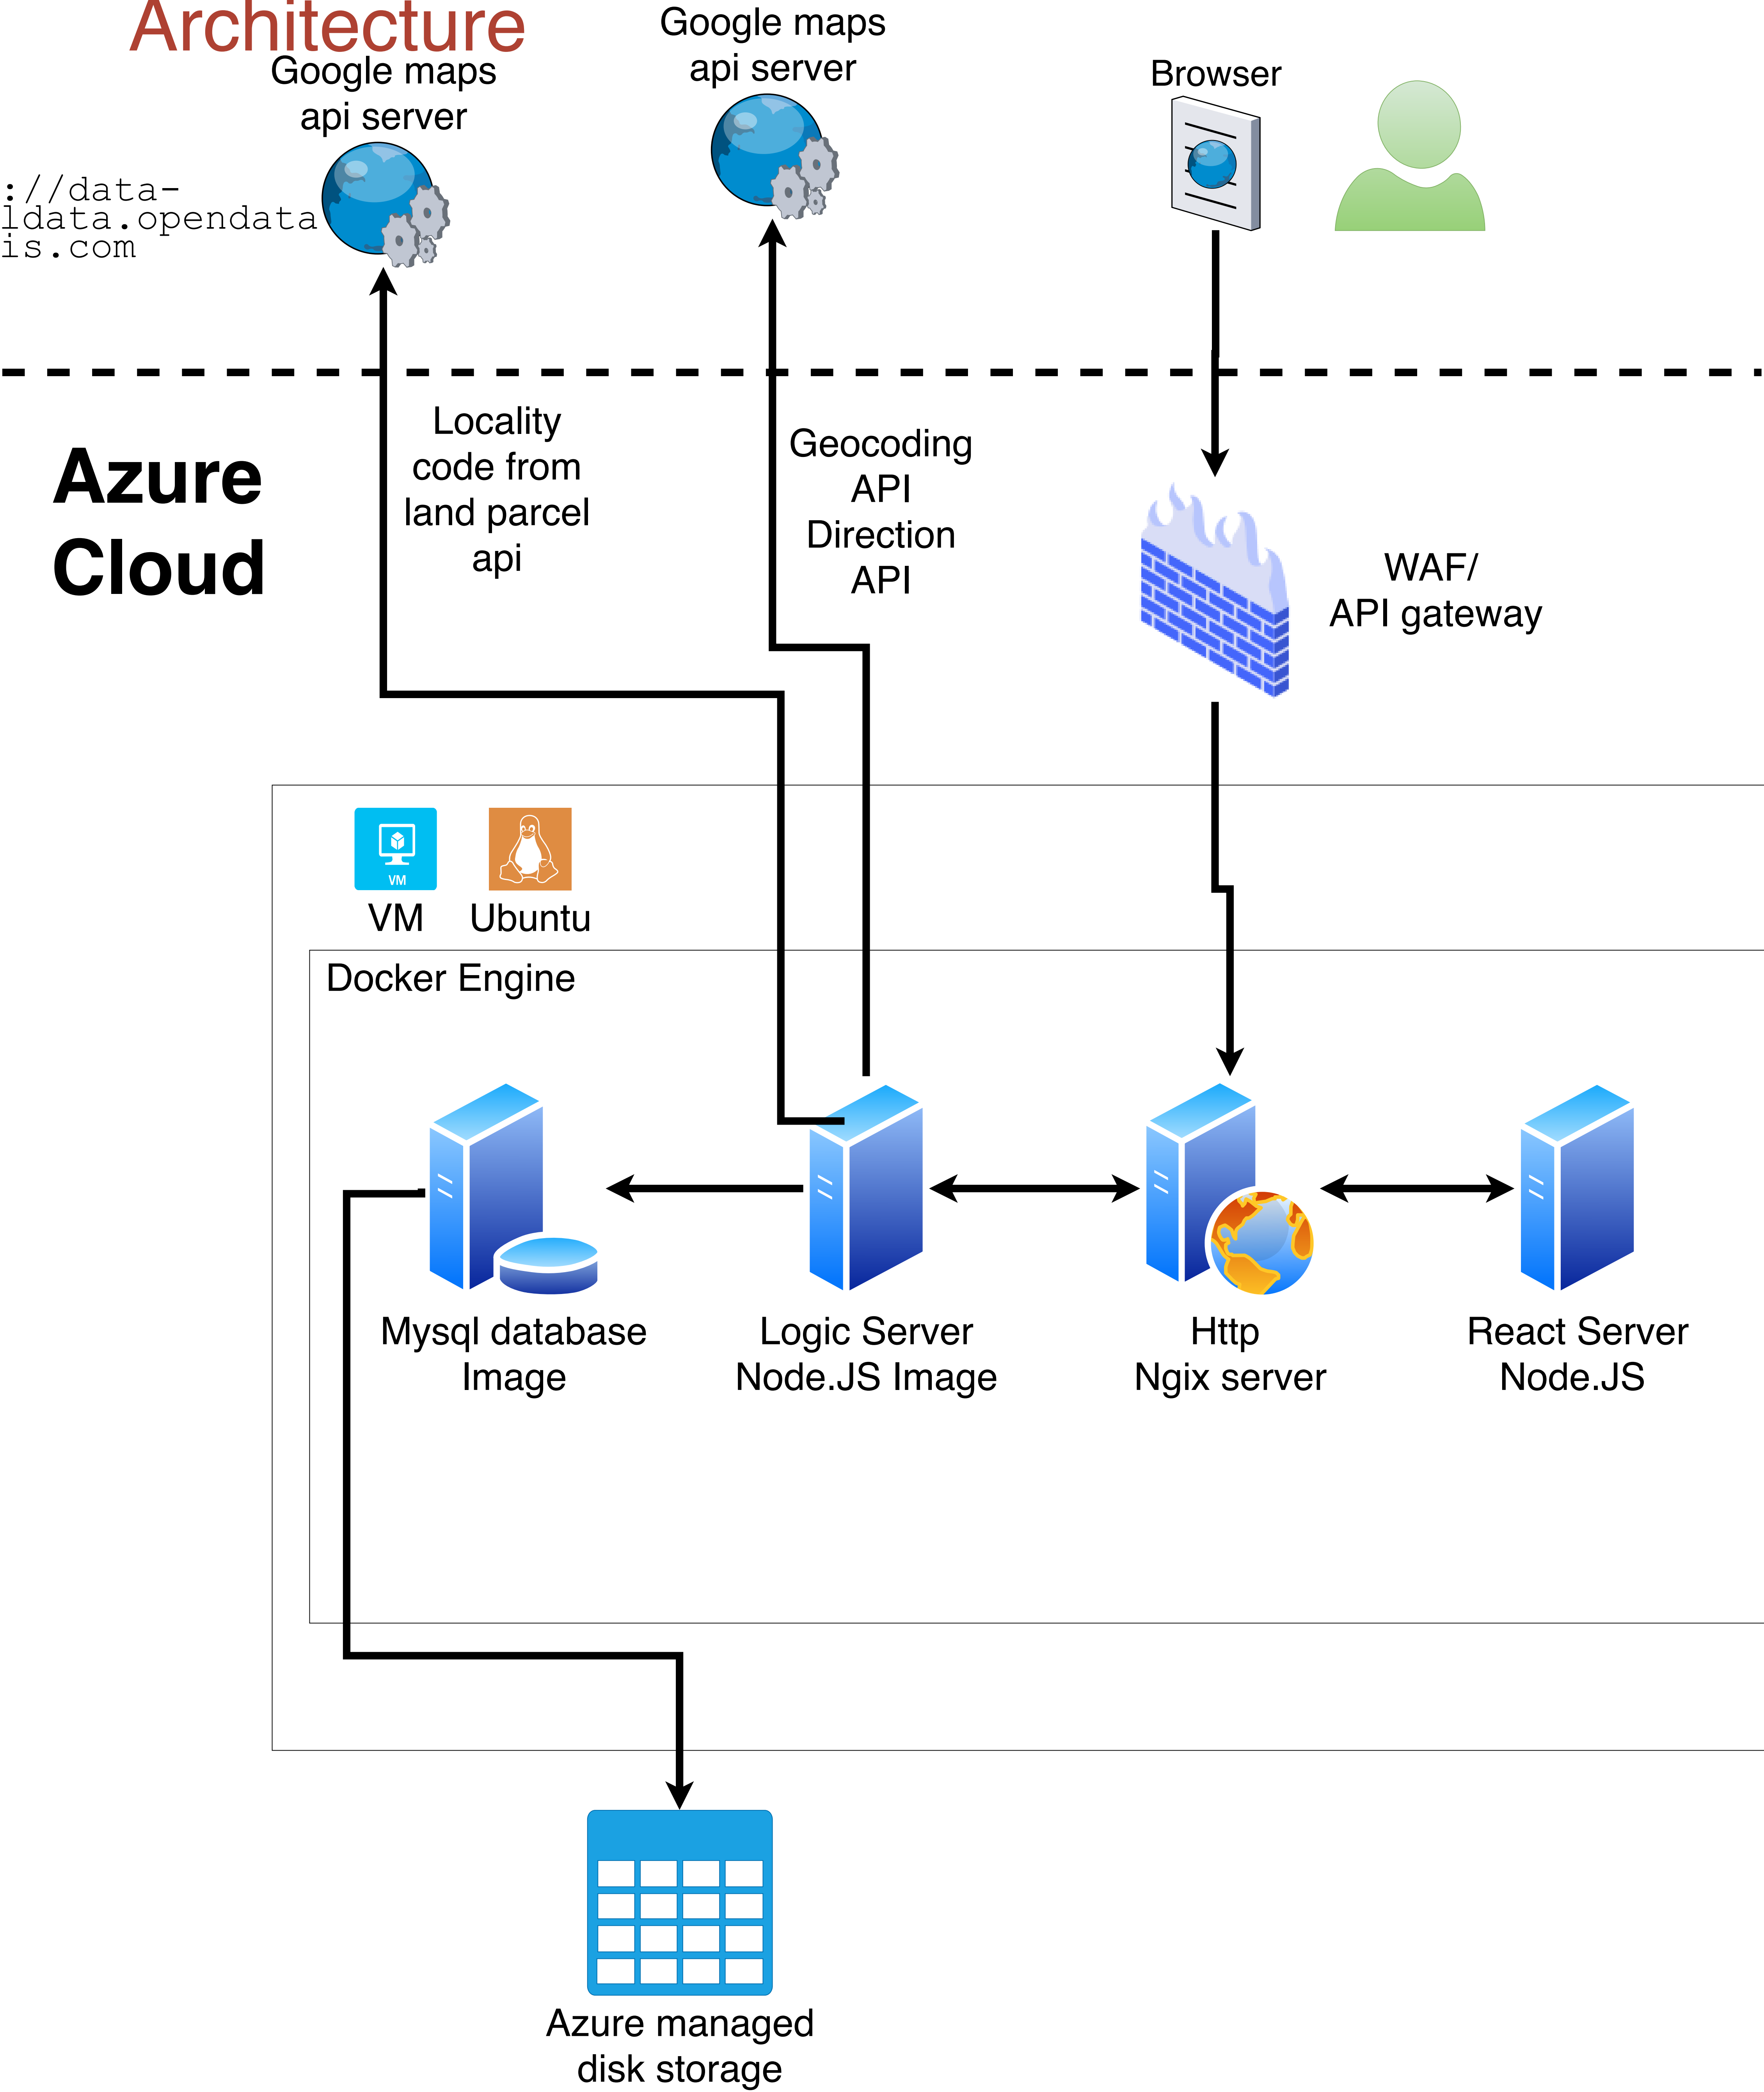 Architecture
Google maps
api server
Google maps
api server
Browser
://data-
ldata.opendata
is.com
Azure
Cloud
Locality
code from
land parcel
api
Geocoding
API
Direction
API
WAF/
API gateway
VM
VM
Ubuntu
Docker Engine
Mysql database
Image
Logic Server
Node.JS Image
Http
Ngix server
React Server
Node.JS
Azure managed
disk storage